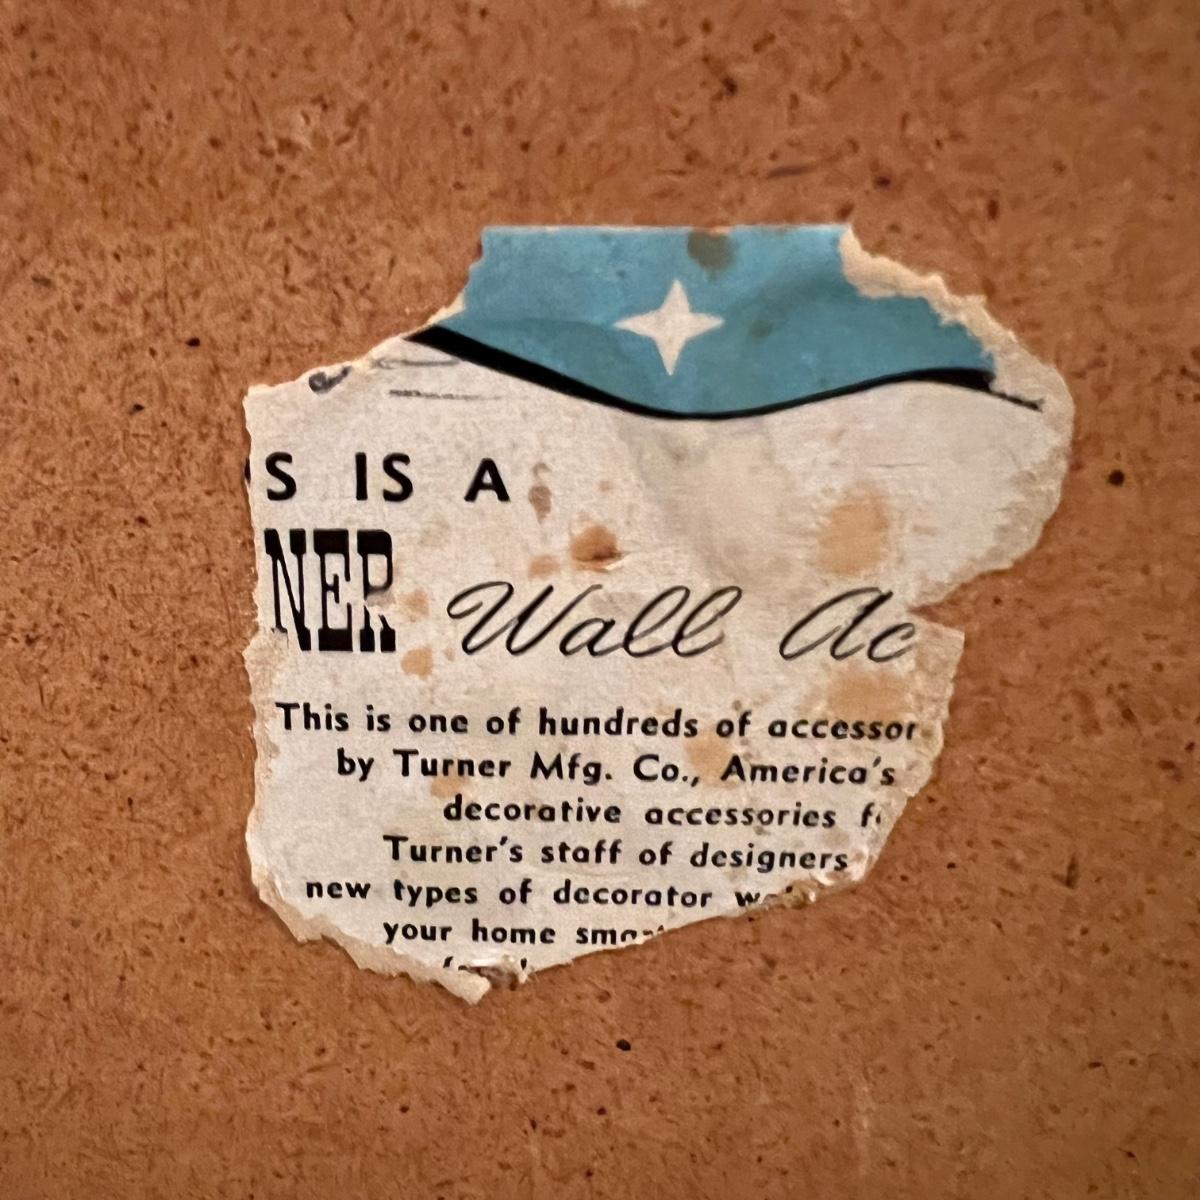 S IS A
NER Wall Ac
This is one of hundreds of accessor
by Turner Mfg. Co., America's
decorative accessories f
Turner's staff of designers
new types of decorator
your home